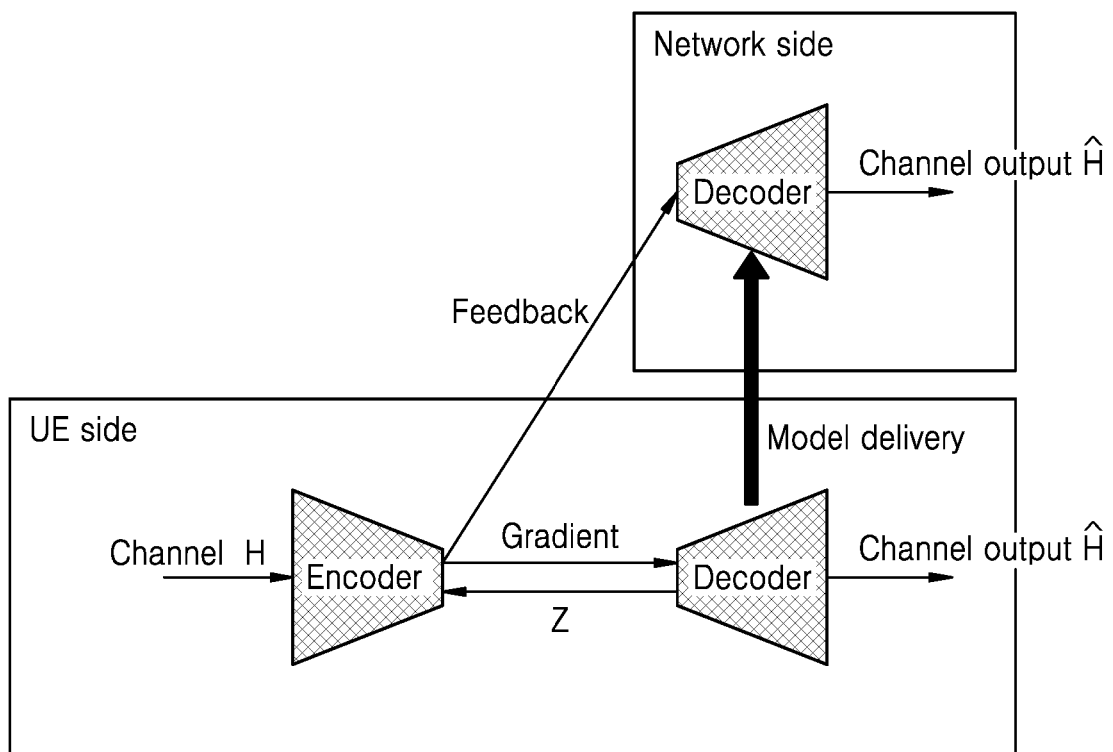 Network side
Decoder
Channel output Ĥ
Feedback
UE side
Model delivery
Channel H
Encoder
Gradient
Z
Decoder
Channel output Ĥ